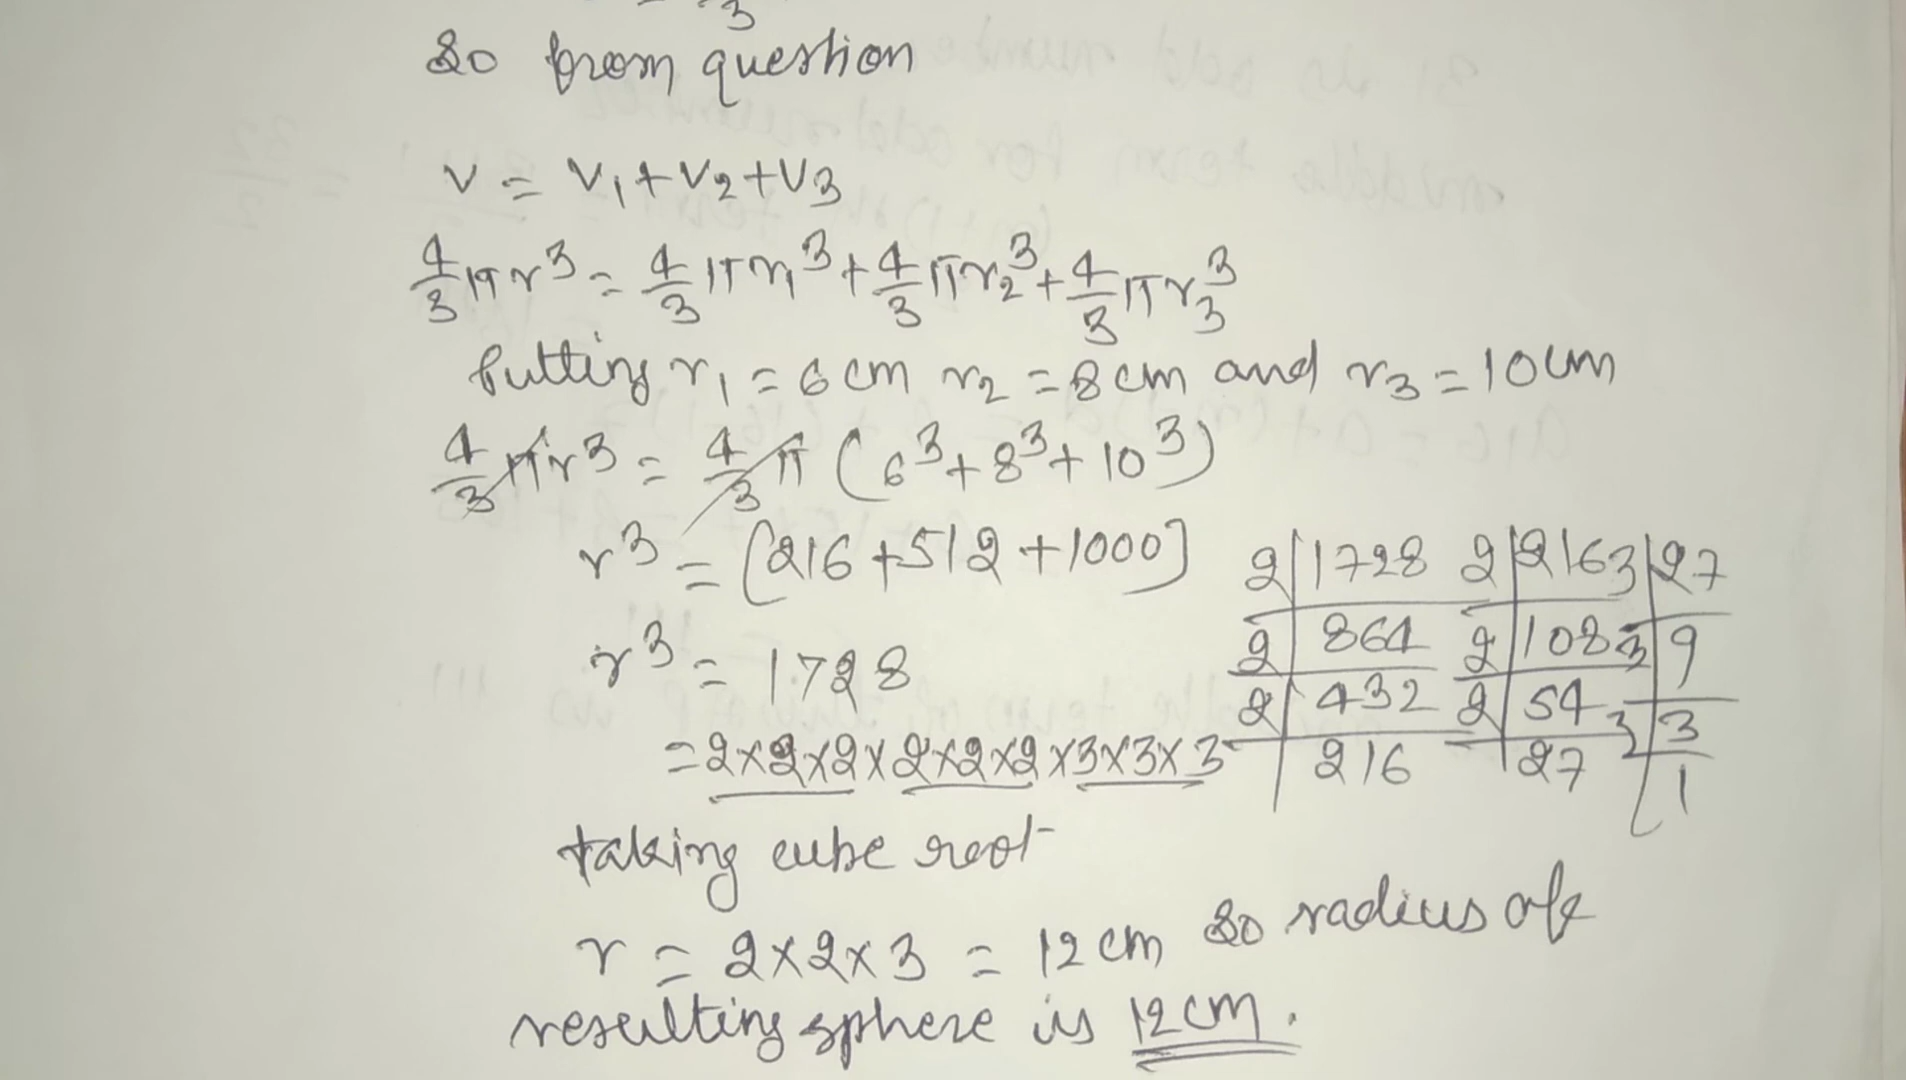 3
So from question
V = V₁+V₂+V₃
4/3 πr³ = 4/3 πr₁³ + 4/3 πr₂³ + 4/3 πr₃³
Putting r₁ = 6 cm r₂ = 8 cm and r₃ = 10 cm
4/3 πr³ = 4/3 π (6³+8³+10³)
r³ = [216+512+1000]
2|1728 2|216 3|27
r³ = 1728
2|864 2|108 3|9
2|432 2|54 3|3
= 2×2×2×2×2×2×3×3×3
216 27 1
taking cube root
r = 2×2×3 = 12 cm so radius of
resulting sphere is 12 cm.